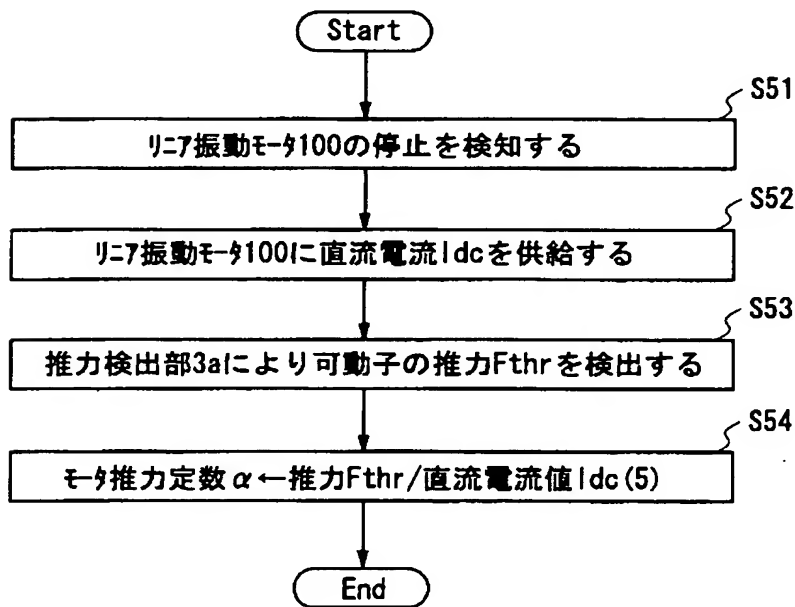 Start
S51
リニア振動モータ100の停止を検知する
S52
リニア振動モータ100に直流電流Idcを供給する
S53
推力検出部3aにより可動子の推力Fthrを検出する
S54
モータ推力定数α←推力Fthr/直流電流値Idc(5)
End